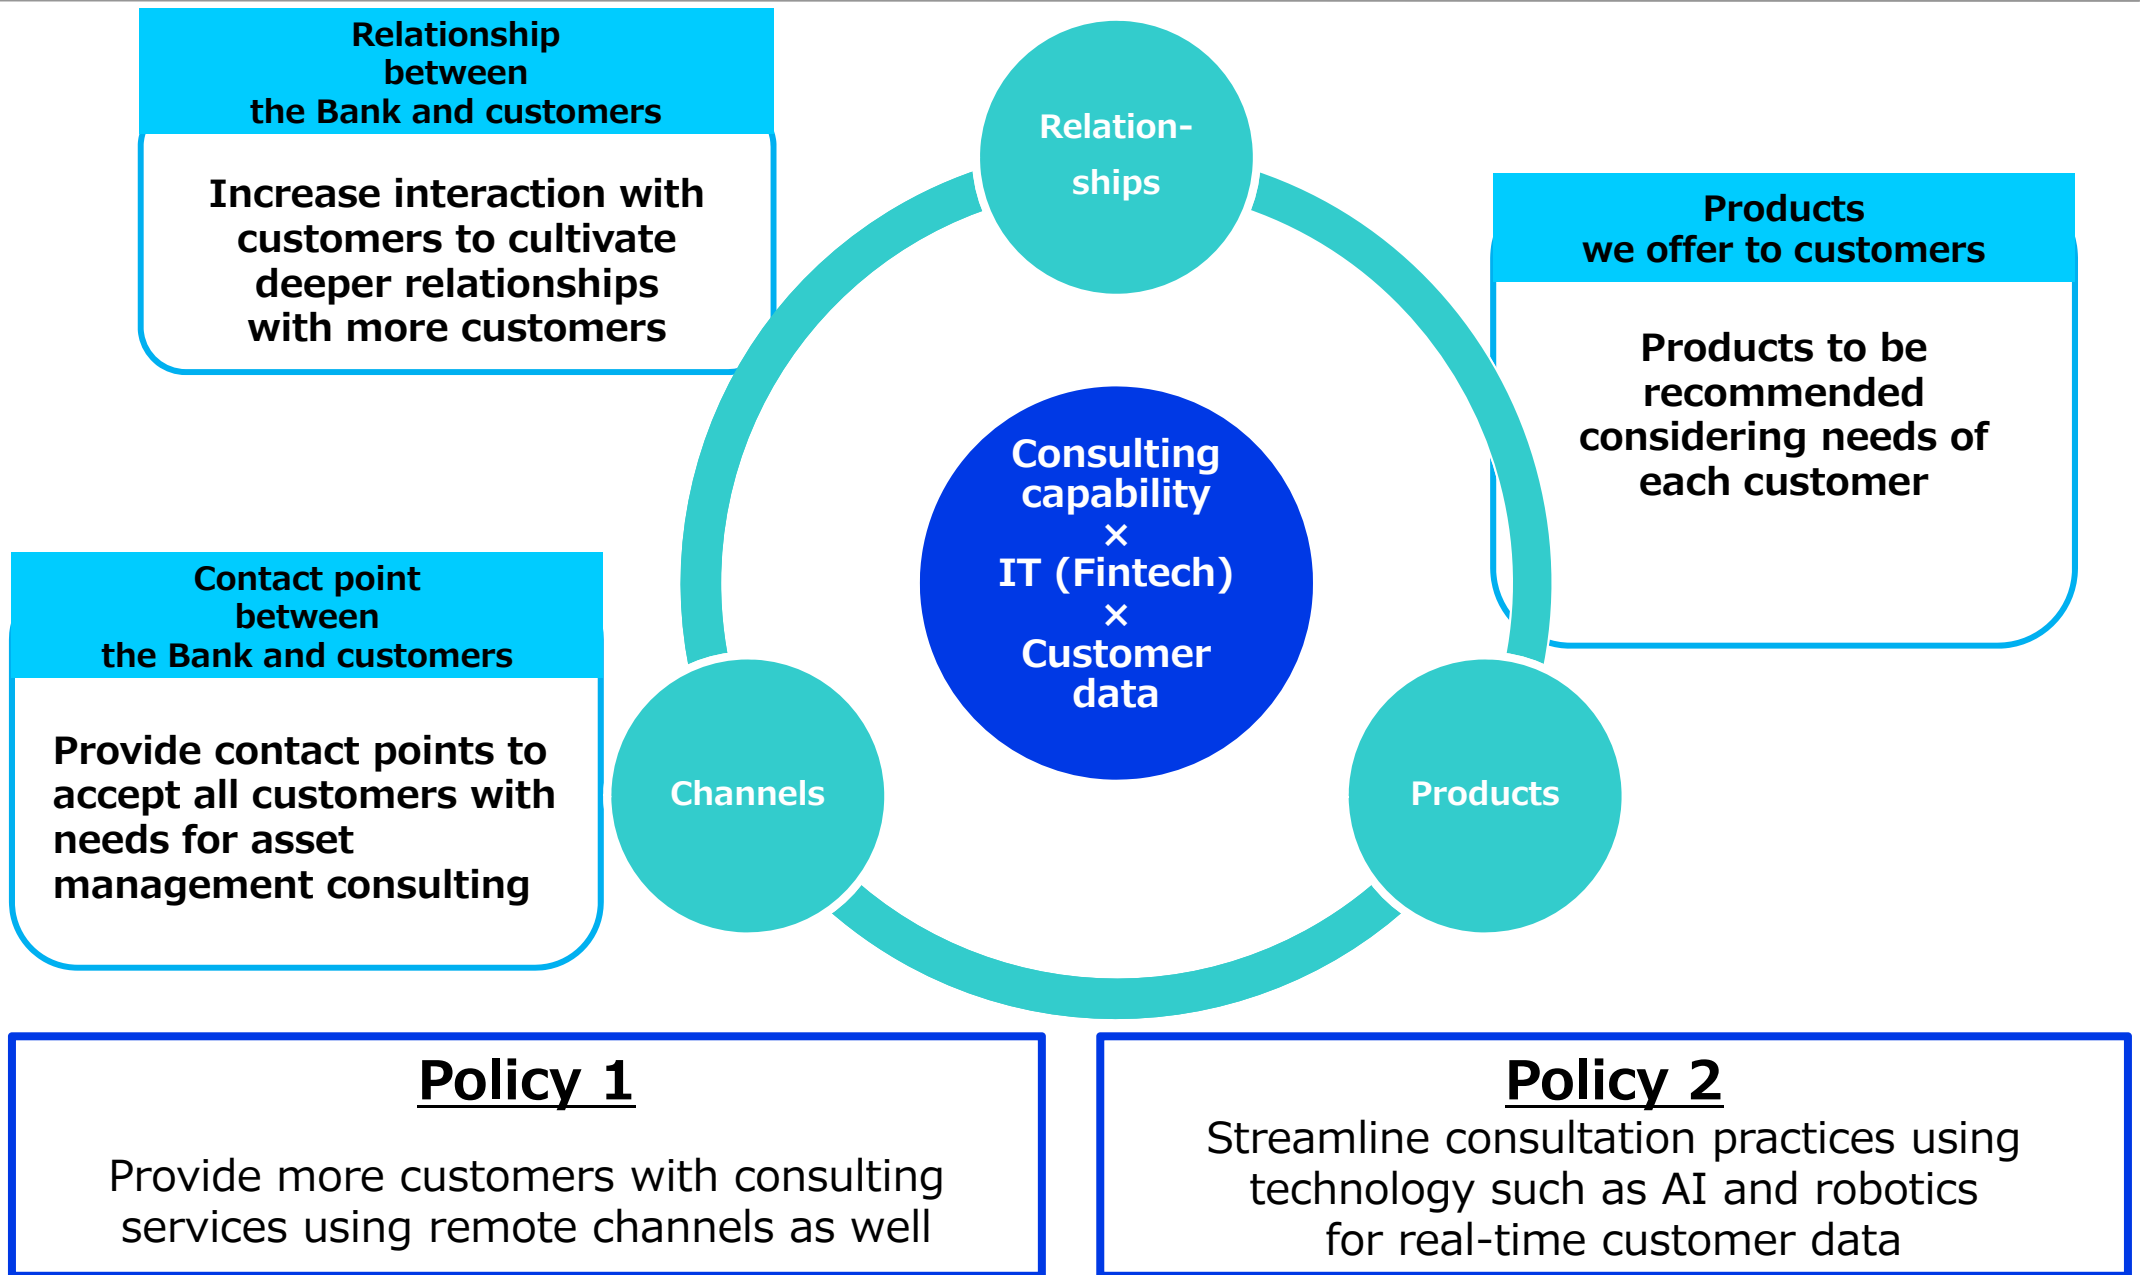 Relationship
between
the Bank and customers
Increase interaction with
customers to cultivate
deeper relationships
with more customers
Relation-
ships
Products
we offer to customers
Products to be
recommended
considering needs of
each customer
Consulting
capability
×
IT (Fintech)
×
Customer
data
Contact point
between
the Bank and customers
Provide contact points to
accept all customers with
needs for asset
management consulting
Channels
Products
Policy 1
Provide more customers with consulting
services using remote channels as well
Policy 2
Streamline consultation practices using
technology such as AI and robotics
for real-time customer data